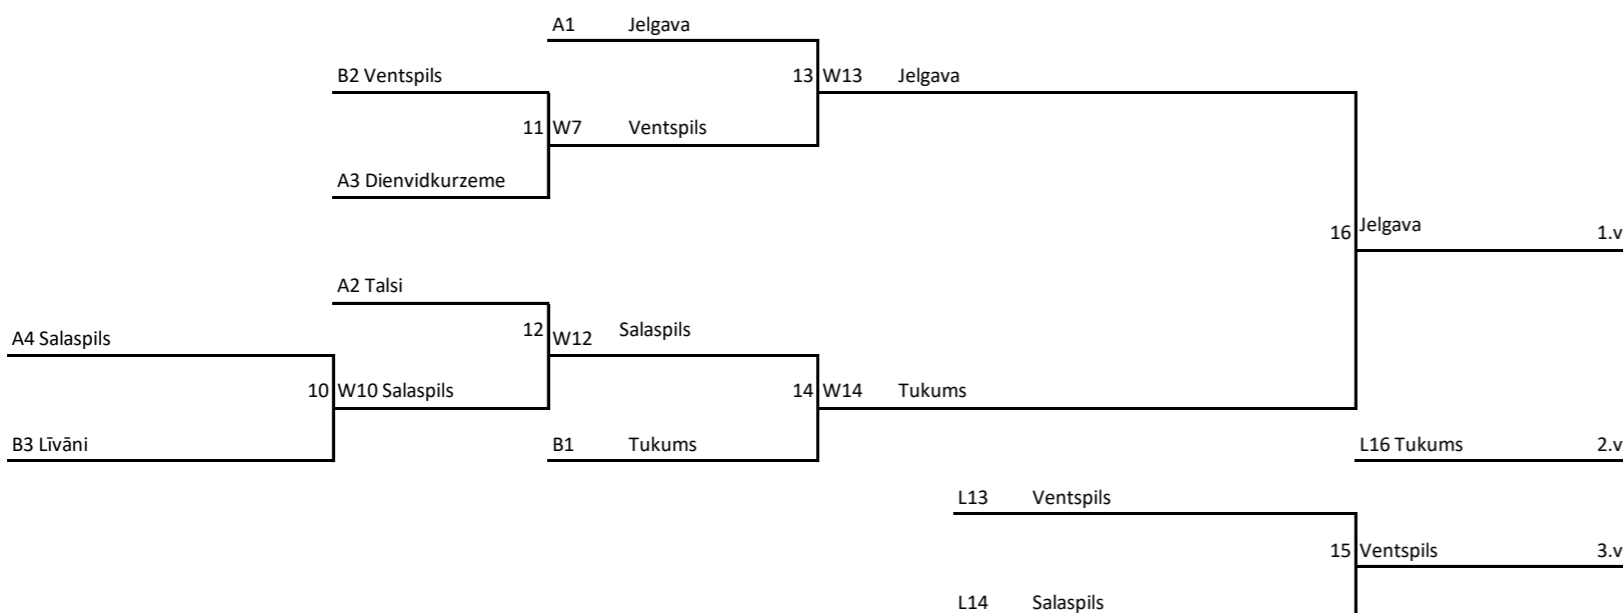 A1 Jelgava
B2 Ventspils
13 W13 Jelgava
11 W7 Ventspils
A3 Dienvidkurzeme
16 Jelgava 1.v
A2 Talsi
12 W12 Salaspils
A4 Salaspils
10 W10 Salaspils
14 W14 Tukums
B3 Līvāni
B1 Tukums
L16 Tukums 2.v
L13 Ventspils
15 Ventspils 3.v
L14 Salaspils